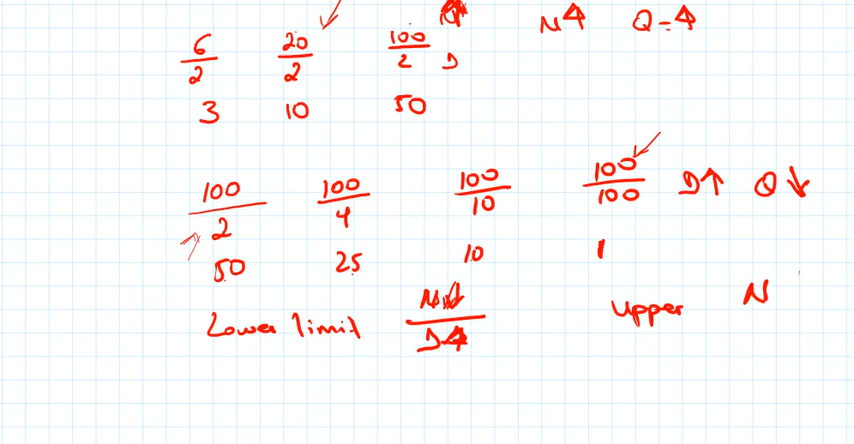 N↑ Q=↑
6/2 20/2 100/2 D
3 10 50
100/2 100/4 100/10 100/100 D↑ Q↓
50 25 10 1
Lower limit N↓/D↑ Upper N